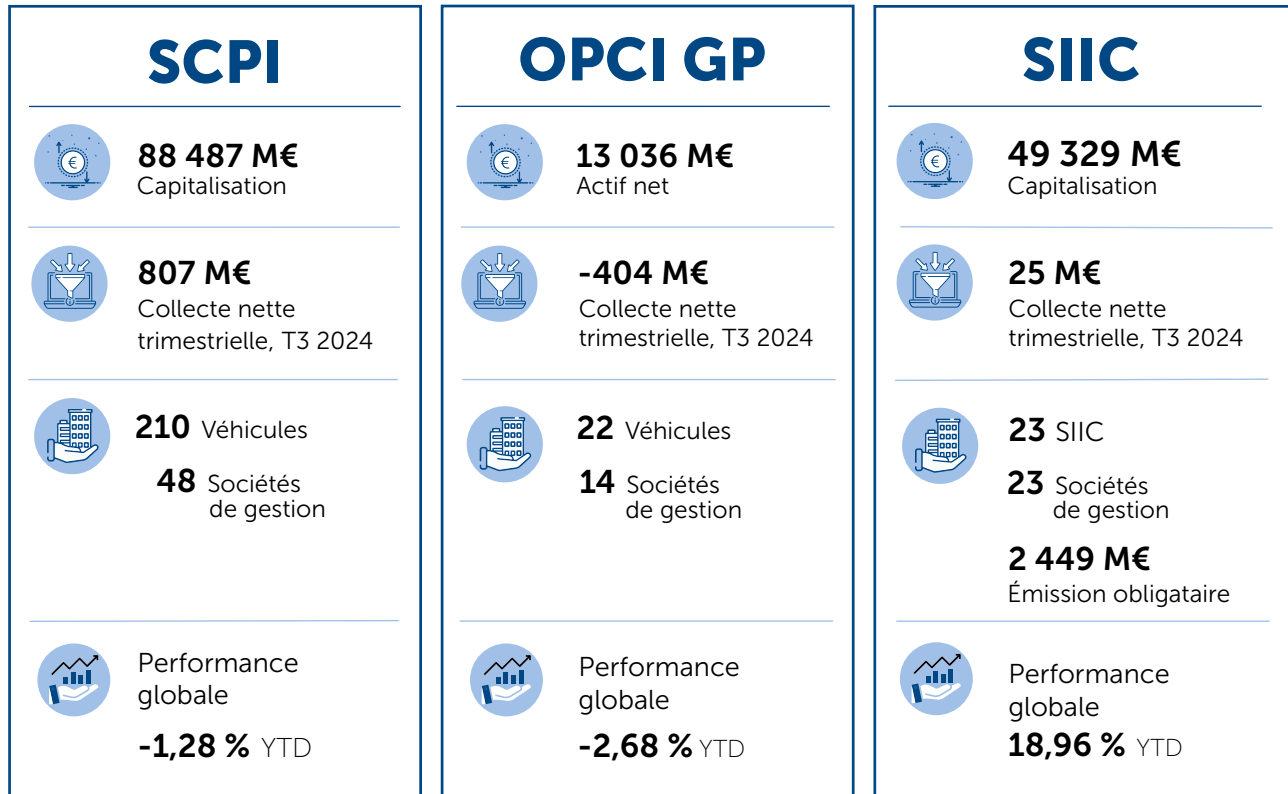 SCPI
88 487 M€
Capitalisation
807 M€
Collecte nette
trimestrielle, T3 2024
210 Véhicules
48 Sociétés
de gestion
Performance
globale
-1,28 % YTD
OPCI GP
13 036 M€
Actif net
-404 M€
Collecte nette
trimestrielle, T3 2024
22 Véhicules
14 Sociétés
de gestion
Performance
globale
-2,68 % YTD
SIIC
49 329 M€
Capitalisation
25 M€
Collecte nette
trimestrielle, T3 2024
23 SIIC
23 Sociétés
de gestion
2 449 M€
Émission obligataire
Performance
globale
18,96 % YTD